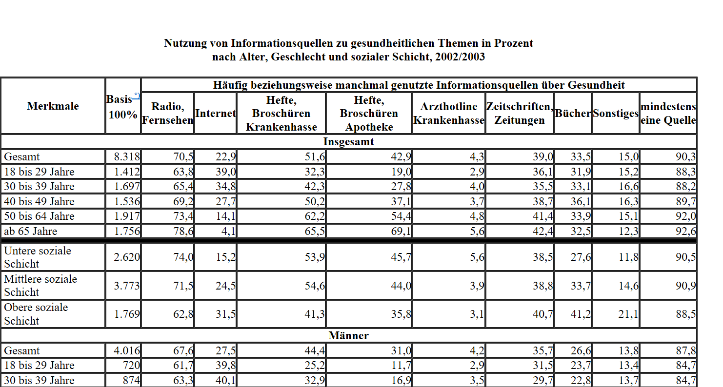 Nutzung von Informationsquellen zu gesundheitlichen Themen in Prozent
nach Alter, Geschlecht und sozialer Schicht, 2002/2003
Merkmale Basis 100% Häufig beziehungsweise manchmal genutzte Informationsquellen über Gesundheit
Radio, Fernsehen Internet Hefte, Broschüren Krankenhasse Hefte, Broschüren Apotheke Arzthotline Krankenhasse Zeitschriften, Zeitungen Bücher Sonstiges mindestens eine Quelle
Insgesamt
Gesamt 8.318 70,5 22,9 51,6 42,9 4,3 39,0 33,5 15,0 90,3
18 bis 29 Jahre 1.412 63,8 39,0 32,3 19,0 2,9 36,1 31,9 15,2 88,3
30 bis 39 Jahre 1.697 65,4 34,8 42,3 27,8 4,0 35,5 33,1 16,6 88,2
40 bis 49 Jahre 1.536 69,2 27,7 50,2 37,1 3,7 38,7 36,1 16,3 89,7
50 bis 64 Jahre 1.917 73,4 14,1 62,2 54,4 4,8 41,4 33,9 15,1 92,0
ab 65 Jahre 1.756 78,6 4,1 65,5 69,1 5,6 42,4 32,5 12,3 92,6
Untere soziale Schicht 2.620 74,0 15,2 53,9 45,7 5,6 38,5 27,6 11,8 90,5
Mittlere soziale Schicht 3.773 71,5 24,5 54,6 44,0 3,9 38,8 33,7 14,6 90,9
Obere soziale Schicht 1.769 62,8 31,5 41,3 35,8 3,1 40,7 41,2 21,1 88,5
Männer
Gesamt 4.016 67,6 27,5 44,4 31,0 4,2 35,7 26,6 13,8 87,8
18 bis 29 Jahre 720 61,7 39,8 25,2 11,7 2,9 31,5 23,7 13,4 84,7
30 bis 39 Jahre 874 63,3 40,1 32,9 16,9 3,5 29,7 22,8 13,7 84,7